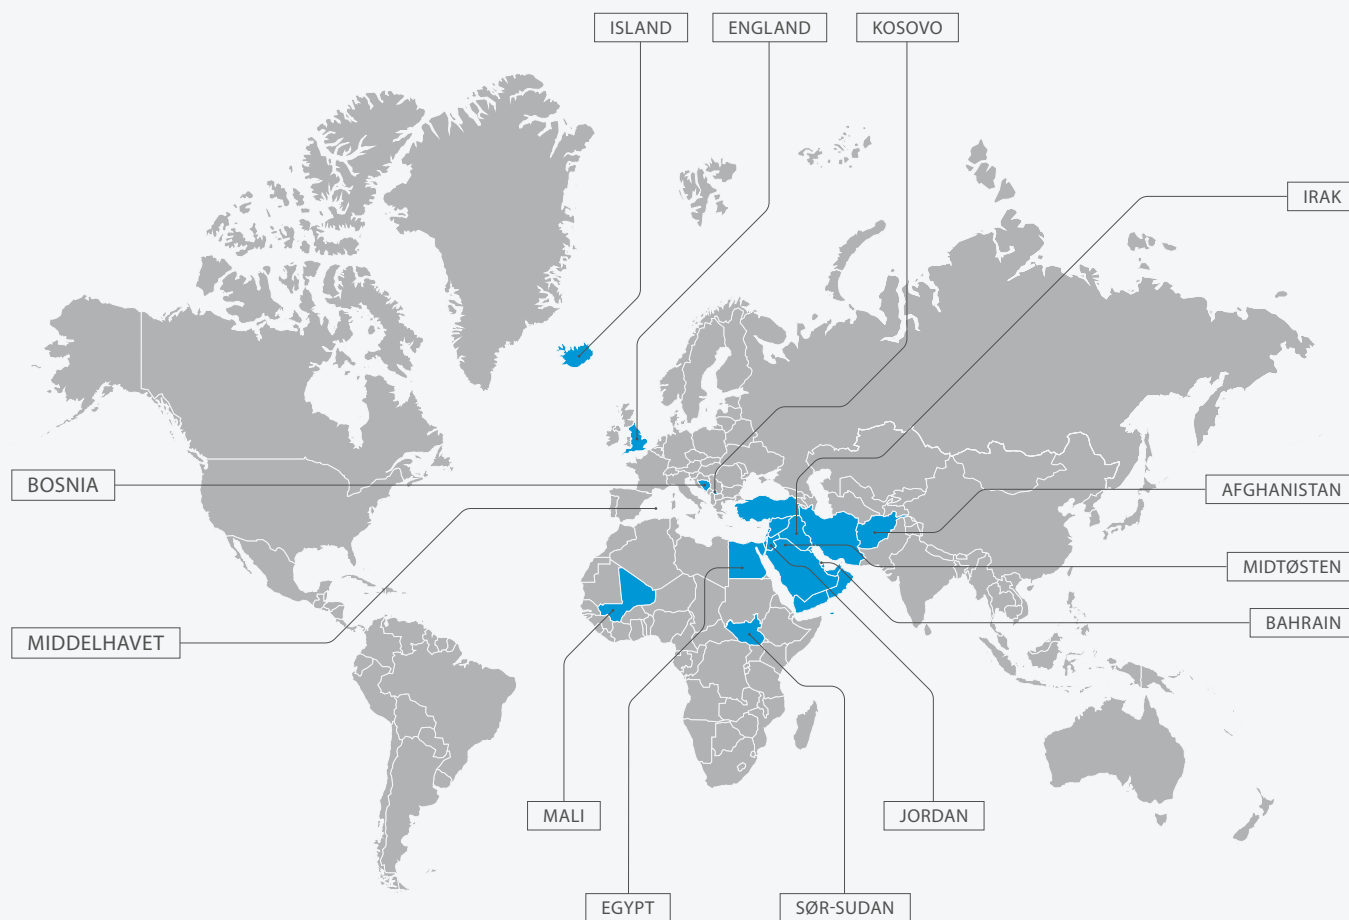 ISLAND
ENGLAND
KOSOVO
IRAK
BOSNIA
AFGHANISTAN
MIDTØSTEN
BAHRAIN
MIDDELHAVET
MALI
JORDAN
EGYPT
SØR-SUDAN